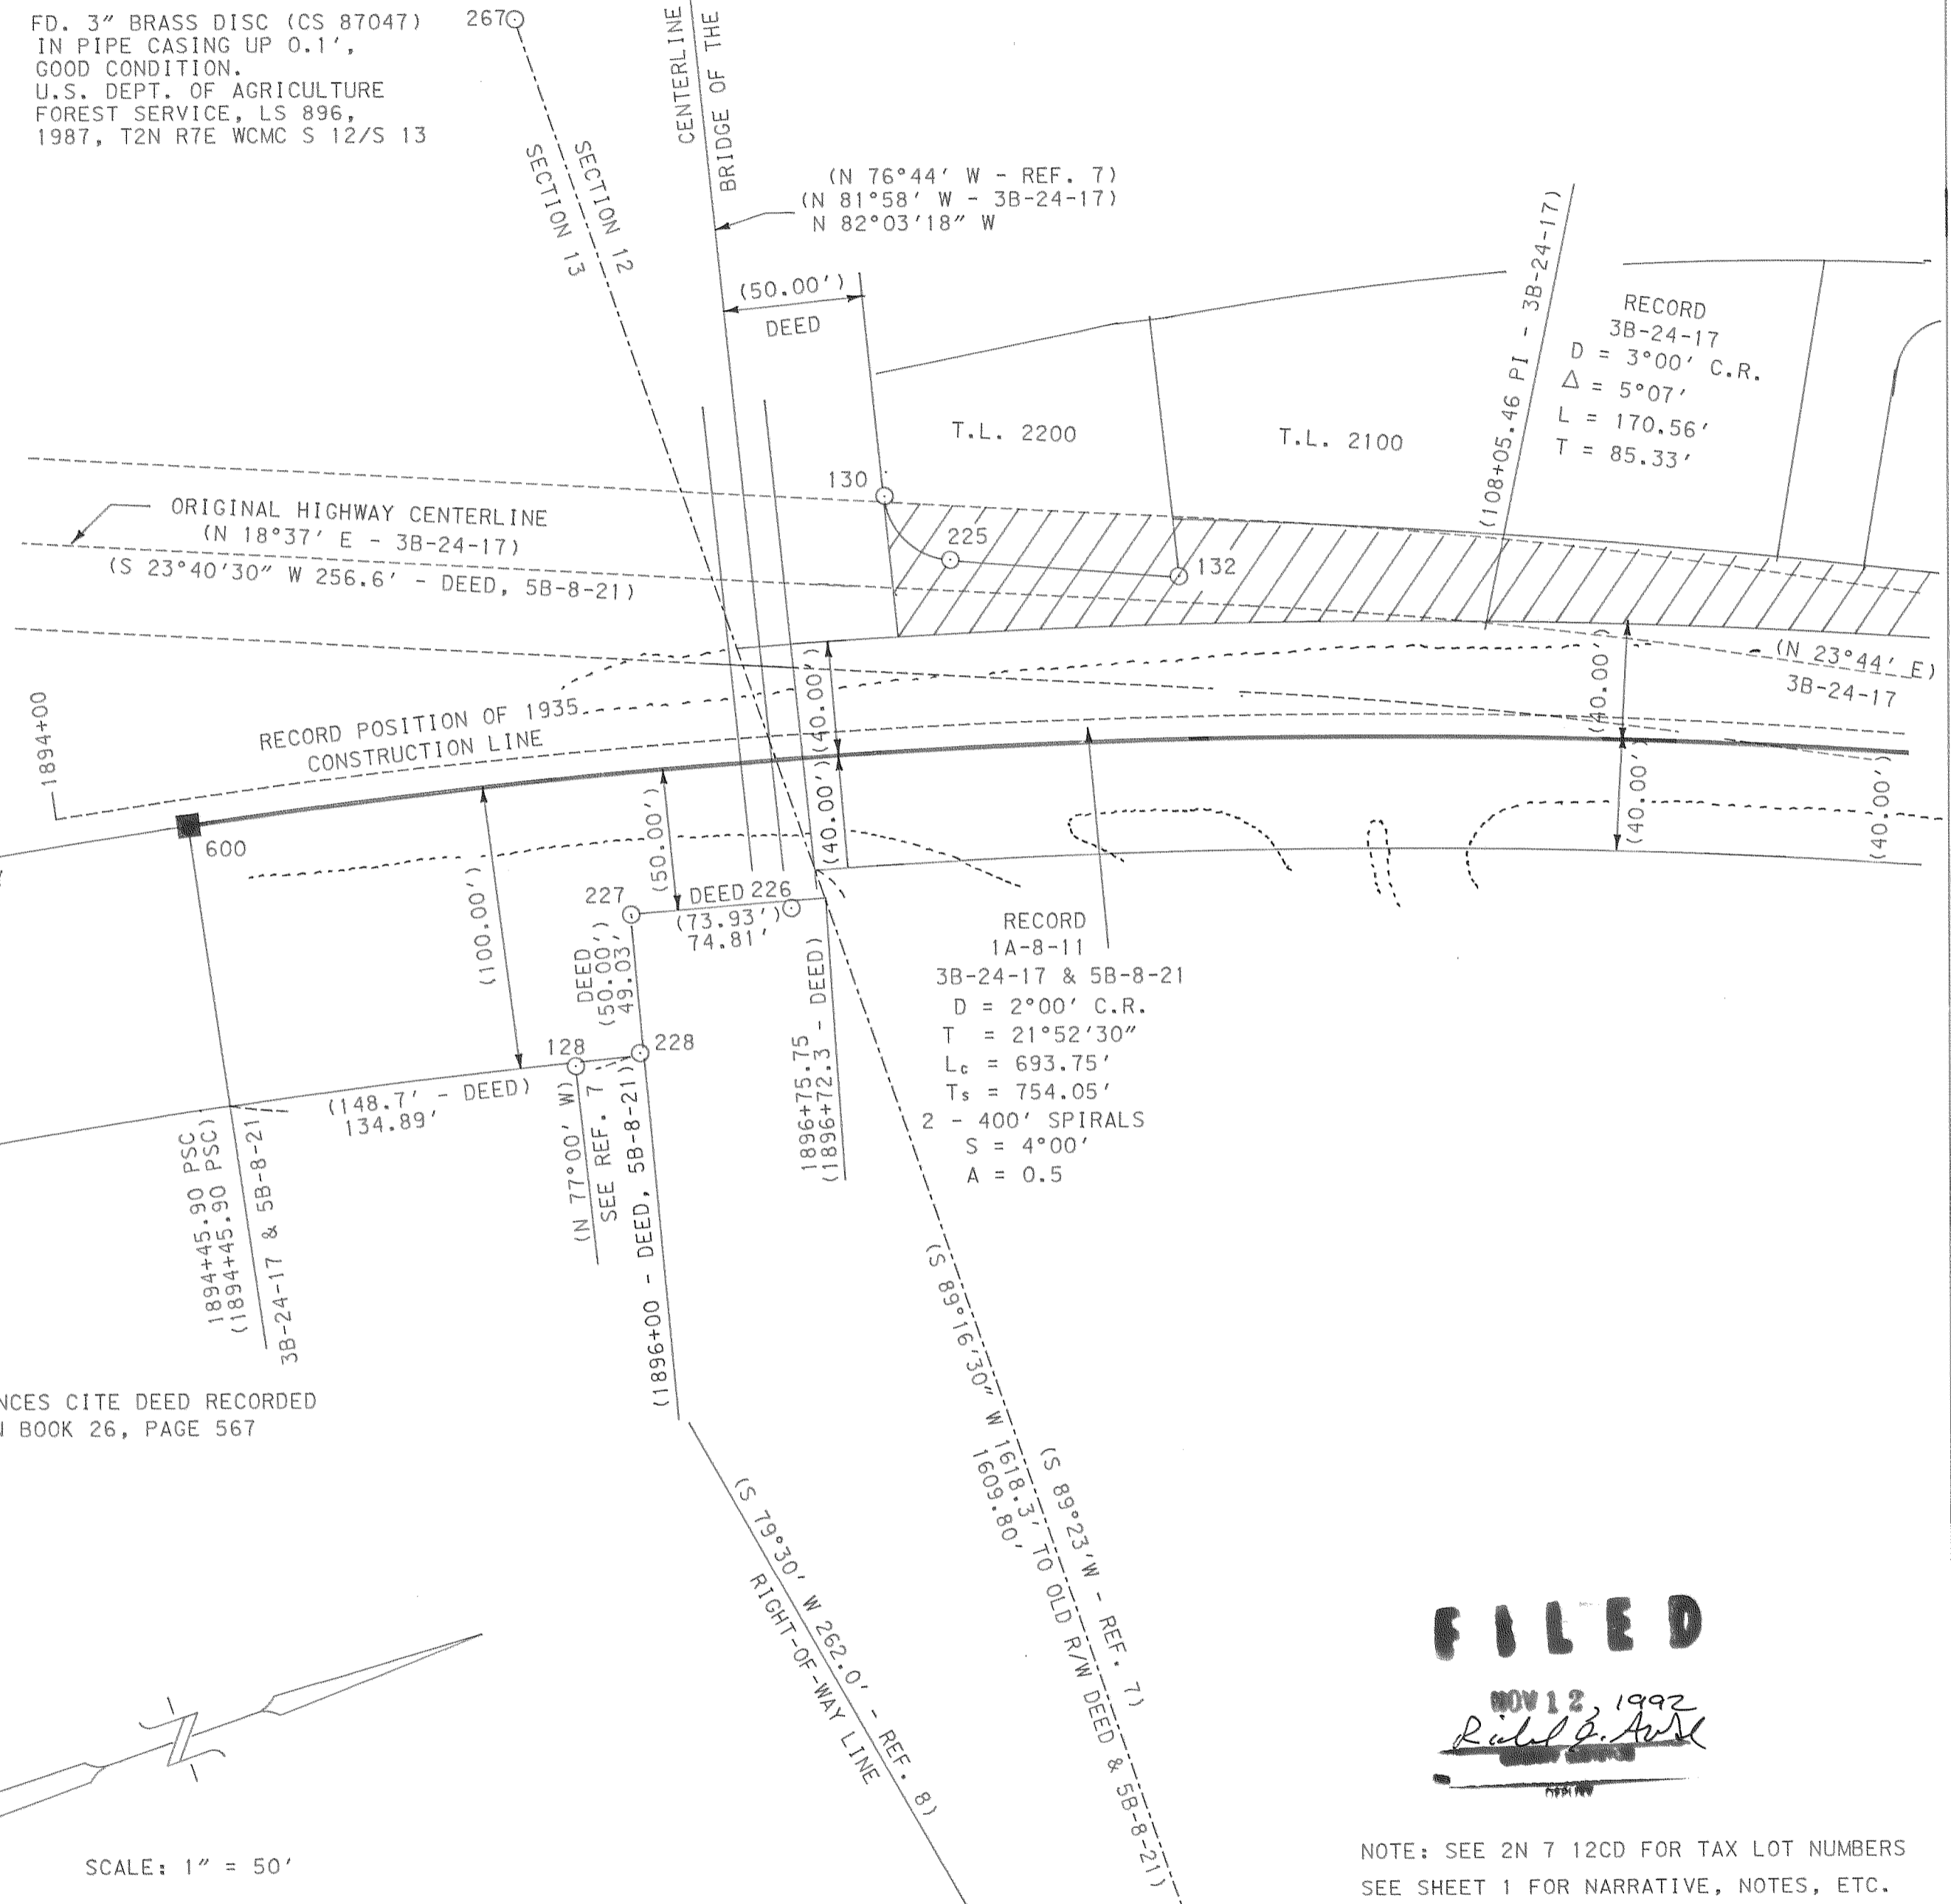 FD. 3" BRASS DISC (CS 87047)
IN PIPE CASING UP 0.1',
GOOD CONDITION.
U.S. DEPT. OF AGRICULTURE
FOREST SERVICE, LS 896,
1987, T2N R7E WCMC S 12/S 13
267
SECTION 12
SECTION 13
CENTERLINE
BRIDGE OF THE
(N 76°44' W - REF. 7)
(N 81°58' W - 3B-24-17)
N 82°03'18" W
(50.00')
DEED
T.L. 2200
T.L. 2100
(108+05.46 PI - 3B-24-17)
RECORD
3B-24-17
D = 3°00' C.R.
Δ = 5°07'
L = 170.56'
T = 85.33'
130
225
132
ORIGINAL HIGHWAY CENTERLINE
(N 18°37' E - 3B-24-17)
(S 23°40'30" W 256.6' - DEED, 5B-8-21)
(N 23°44' E)
3B-24-17
1894+00
RECORD POSITION OF 1935
CONSTRUCTION LINE
(40.00')
(40.00')
(40.00')
(40.00')
(40.00')
600
(100.00')
(50.00')
227
DEED 226
(73.93')
74.81'
DEED
(50.00')
49.03'
128
228
(148.7' - DEED)
134.89'
(N 77°00' W)
SEE REF. 7
(1896+00 - DEED, 5B-8-21)
1896+75.75
(1896+72.3 - DEED)
RECORD
1A-8-11
3B-24-17 & 5B-8-21
D = 2°00' C.R.
T = 21°52'30"
Lc = 693.75'
Ts = 754.05'
2 - 400' SPIRALS
S = 4°00'
A = 0.5
1894+45.90 PSC
(1894+45.90 PSC)
3B-24-17 & 5B-8-21
NCES CITE DEED RECORDED
BOOK 26, PAGE 567
(S 89°16'30" W 1618.3' TO OLD R/W DEED & 5B-8-21)
1609.80'
(S 89°23'W - REF. 7)
(S 79°30' W 262.0' - REF. 8)
RIGHT-OF-WAY LINE
FILED
NOV 12, 1992
SCALE: 1" = 50'
NOTE: SEE 2N 7 12CD FOR TAX LOT NUMBERS
SEE SHEET 1 FOR NARRATIVE, NOTES, ETC.